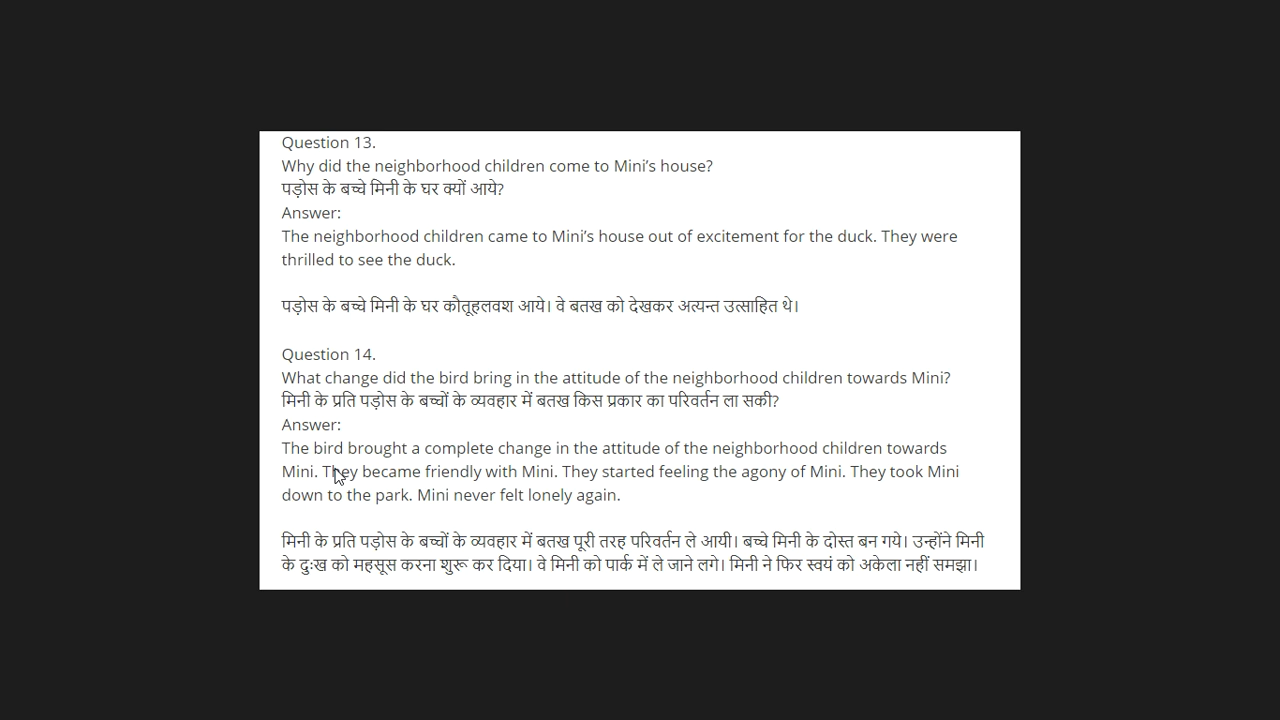 Question 13.
Why did the neighborhood children come to Mini’s house?
पड़ोस के बच्चे मिनी के घर क्यों आये?
Answer:
The neighborhood children came to Mini’s house out of excitement for the duck. They were
thrilled to see the duck.
पड़ोस के बच्चे मिनी के घर कौतूहलवश आये। वे बतख को देखकर अत्यन्त उत्साहित थे।
Question 14.
What change did the bird bring in the attitude of the neighborhood children towards Mini?
मिनी के प्रति पड़ोस के बच्चों के व्यवहार में बतख किस प्रकार का परिवर्तन ला सकी?
Answer:
The bird brought a complete change in the attitude of the neighborhood children towards
Mini. They became friendly with Mini. They started feeling the agony of Mini. They took Mini
down to the park. Mini never felt lonely again.
मिनी के प्रति पड़ोस के बच्चों के व्यवहार में बतख पूरी तरह परिवर्तन ले आयी। बच्चे मिनी के दोस्त बन गये। उन्होंने मिनी
के दुःख को महसूस करना शुरू कर दिया। वे मिनी को पार्क में ले जाने लगे। मिनी ने फिर स्वयं को अकेला नहीं समझा।